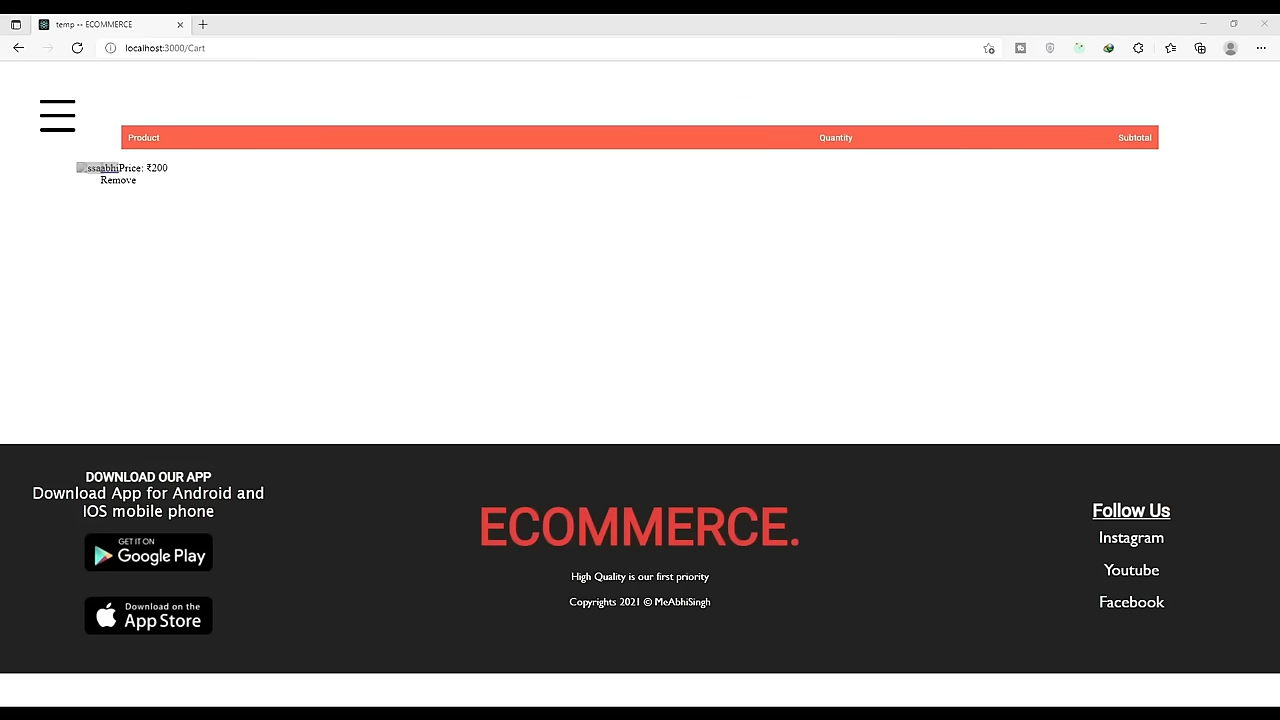 temp -- ECOMMERCE
localhost:3000/Cart
Product Quantity Subtotal
ssaabhiPrice: ₹200
Remove
DOWNLOAD OUR APP
Download App for Android and
IOS mobile phone
GET IT ON
Google Play
Download on the
App Store
ECOMMERCE.
High Quality is our first priority
Copyrights 2021 © MeAbhiSingh
Follow Us
Instagram
Youtube
Facebook